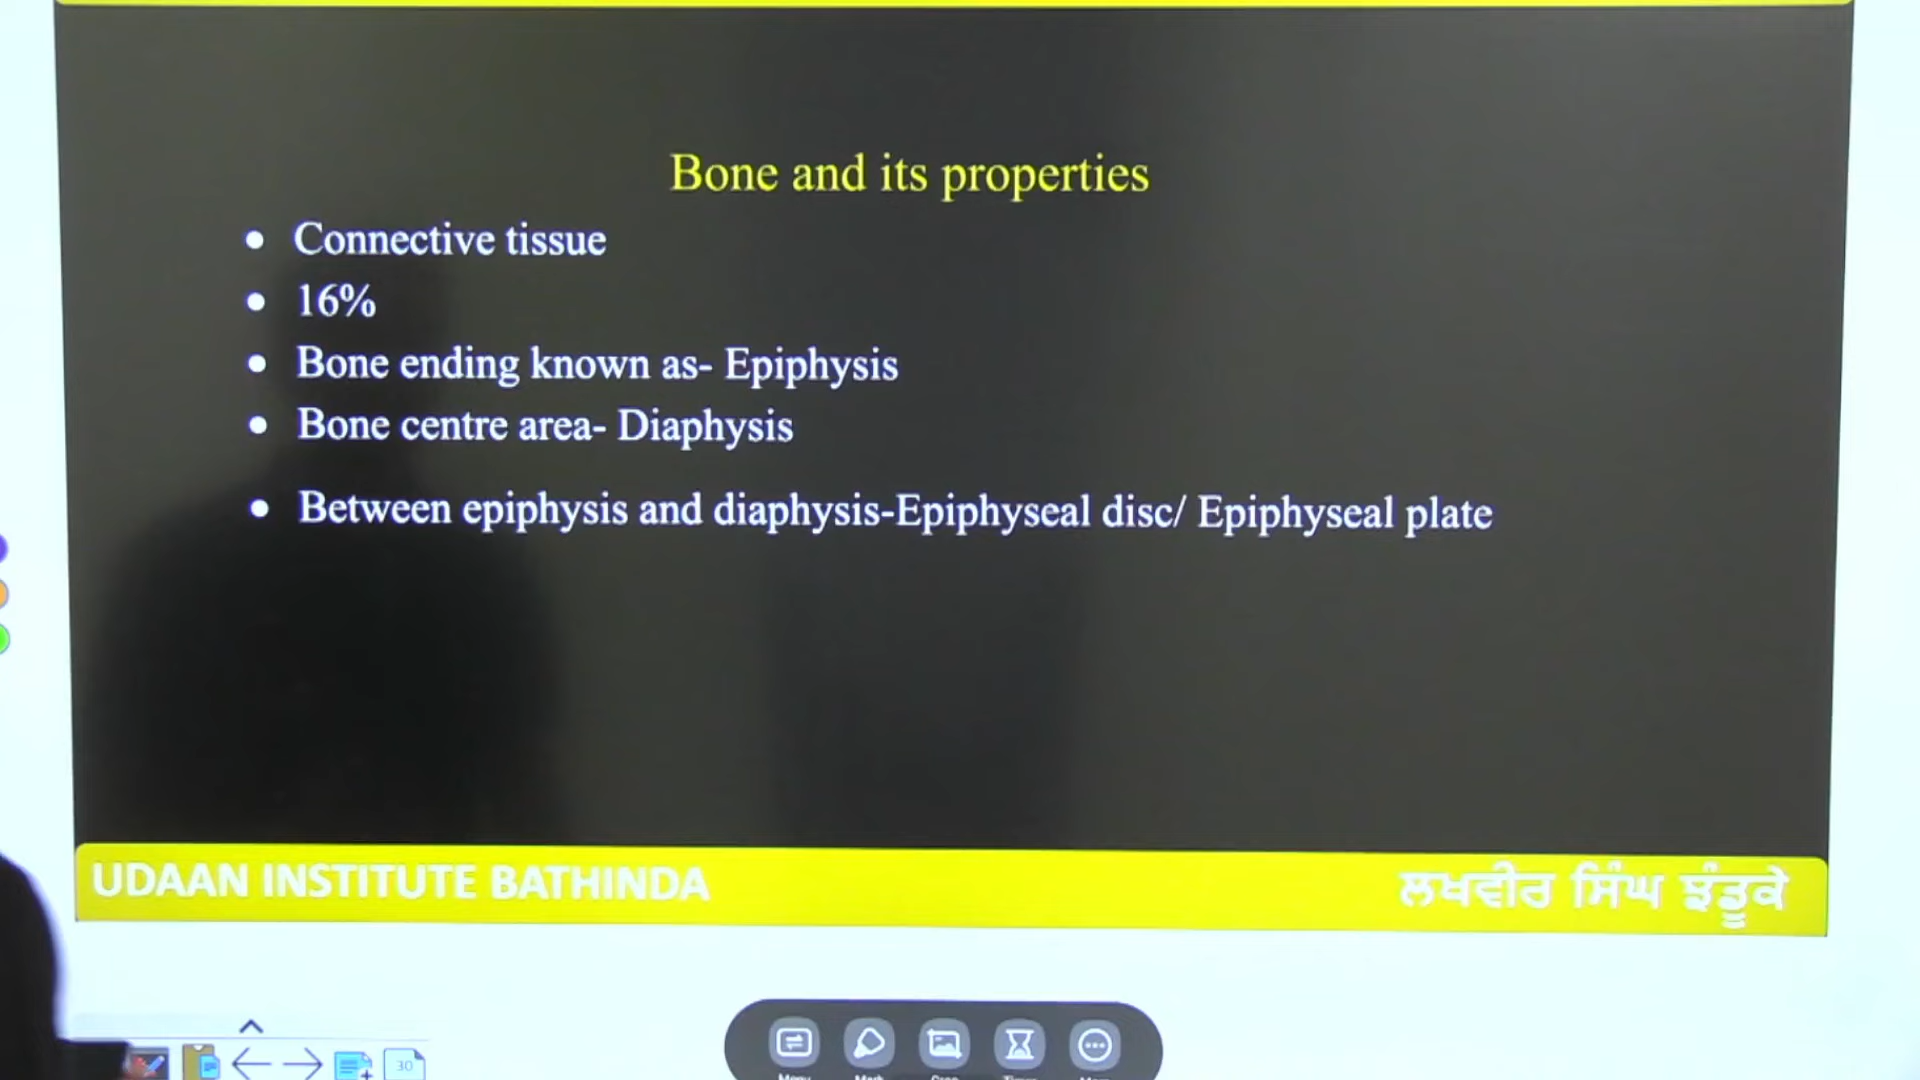 Bone and its properties
Connective tissue
16%
Bone ending known as- Epiphysis
Bone centre area- Diaphysis
Between epiphysis and diaphysis-Epiphyseal disc/ Epiphyseal plate
UDAAN INSTITUTE BATHINDA
ਲਖਵੀਰ ਸਿੰਘ ਝੰਡੂਕੇ
30